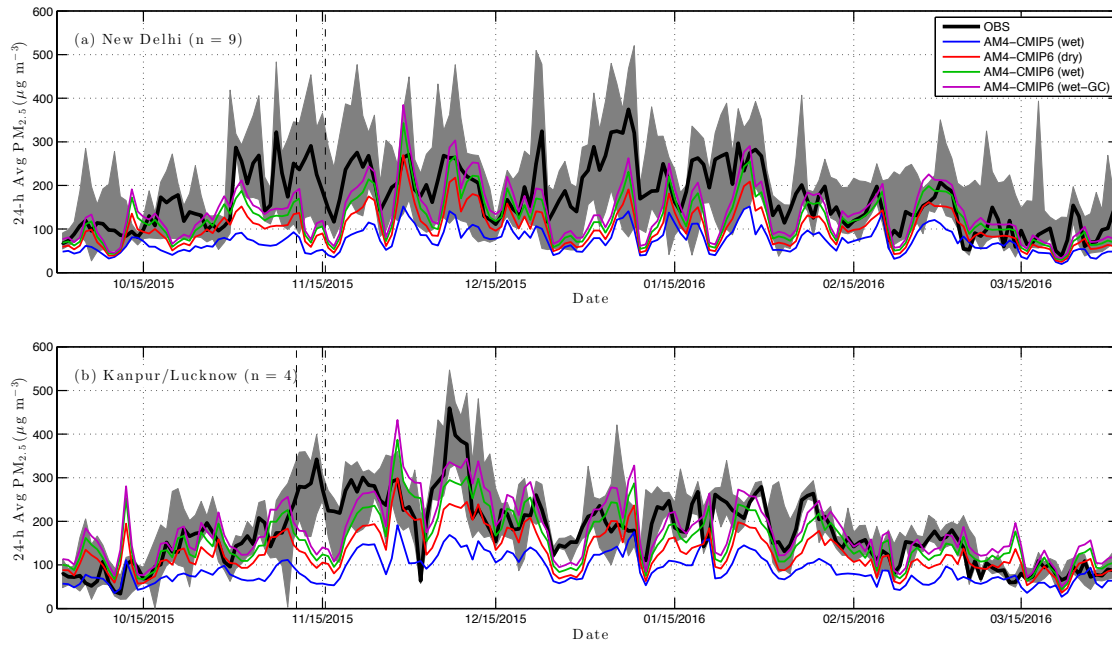 600
500
400
300
200
100
0
24-h Avg PM2.5 (μg m−3)
(a) New Delhi (n = 9)
OBS
AM4−CMIP5 (wet)
AM4−CMIP6 (dry)
AM4−CMIP6 (wet)
AM4−CMIP6 (wet−GC)
10/15/2015
11/15/2015
12/15/2015
01/15/2016
02/15/2016
03/15/2016
Date
600
500
400
300
200
100
0
24-h Avg PM2.5 (μg m−3)
(b) Kanpur/Lucknow (n = 4)
10/15/2015
11/15/2015
12/15/2015
01/15/2016
02/15/2016
03/15/2016
Date